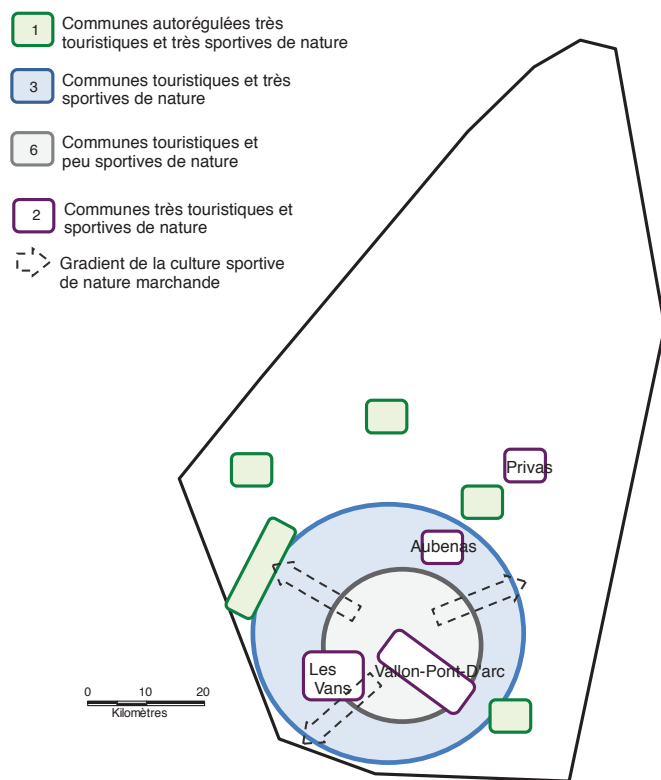 1
Communes autorégulées très
touristiques et très sportives de nature
3
Communes touristiques et très
sportives de nature
6
Communes touristiques et
peu sportives de nature
2
Communes très touristiques et
sportives de nature
Gradient de la culture sportive
de nature marchande
Privas
Aubenas
Les
Vans
Vallon-Pont-D'arc
0 10 20
Kilomètres